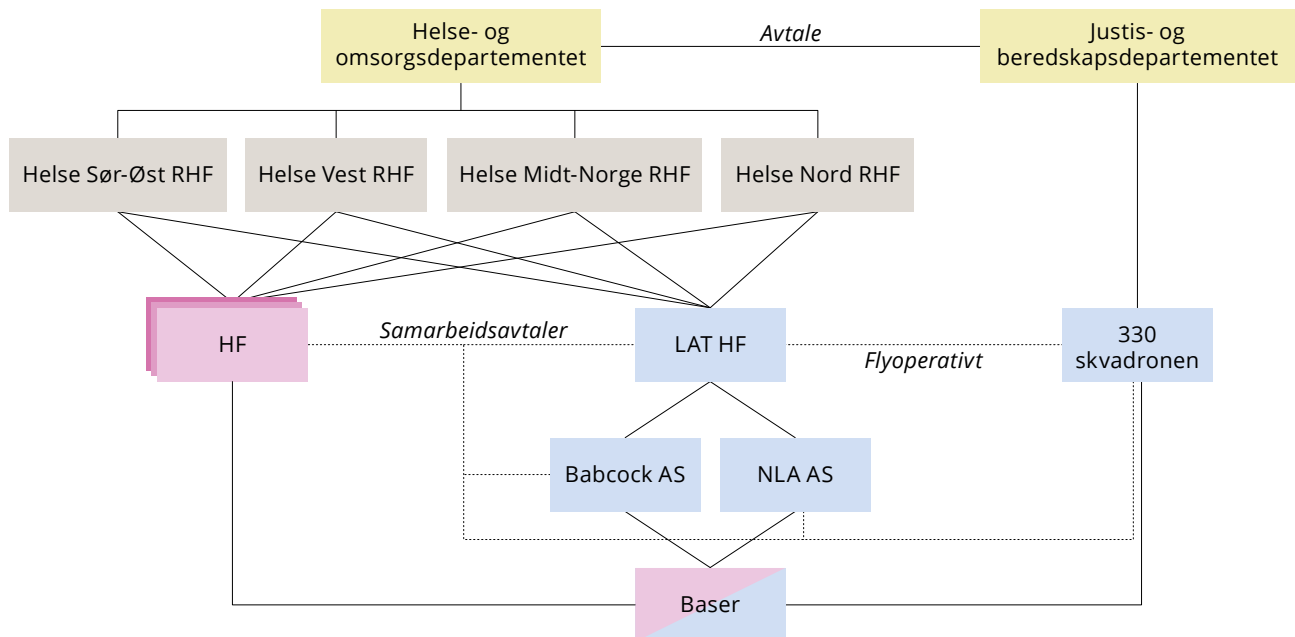 Helse- og
omsorgsdepartementet
Avtale
Justis- og
beredskapsdepartementet
Helse Sør-Øst RHF
Helse Vest RHF
Helse Midt-Norge RHF
Helse Nord RHF
HF
Samarbeidsavtaler
LAT HF
Flyoperativt
330
skvadronen
Babcock AS
NLA AS
Baser